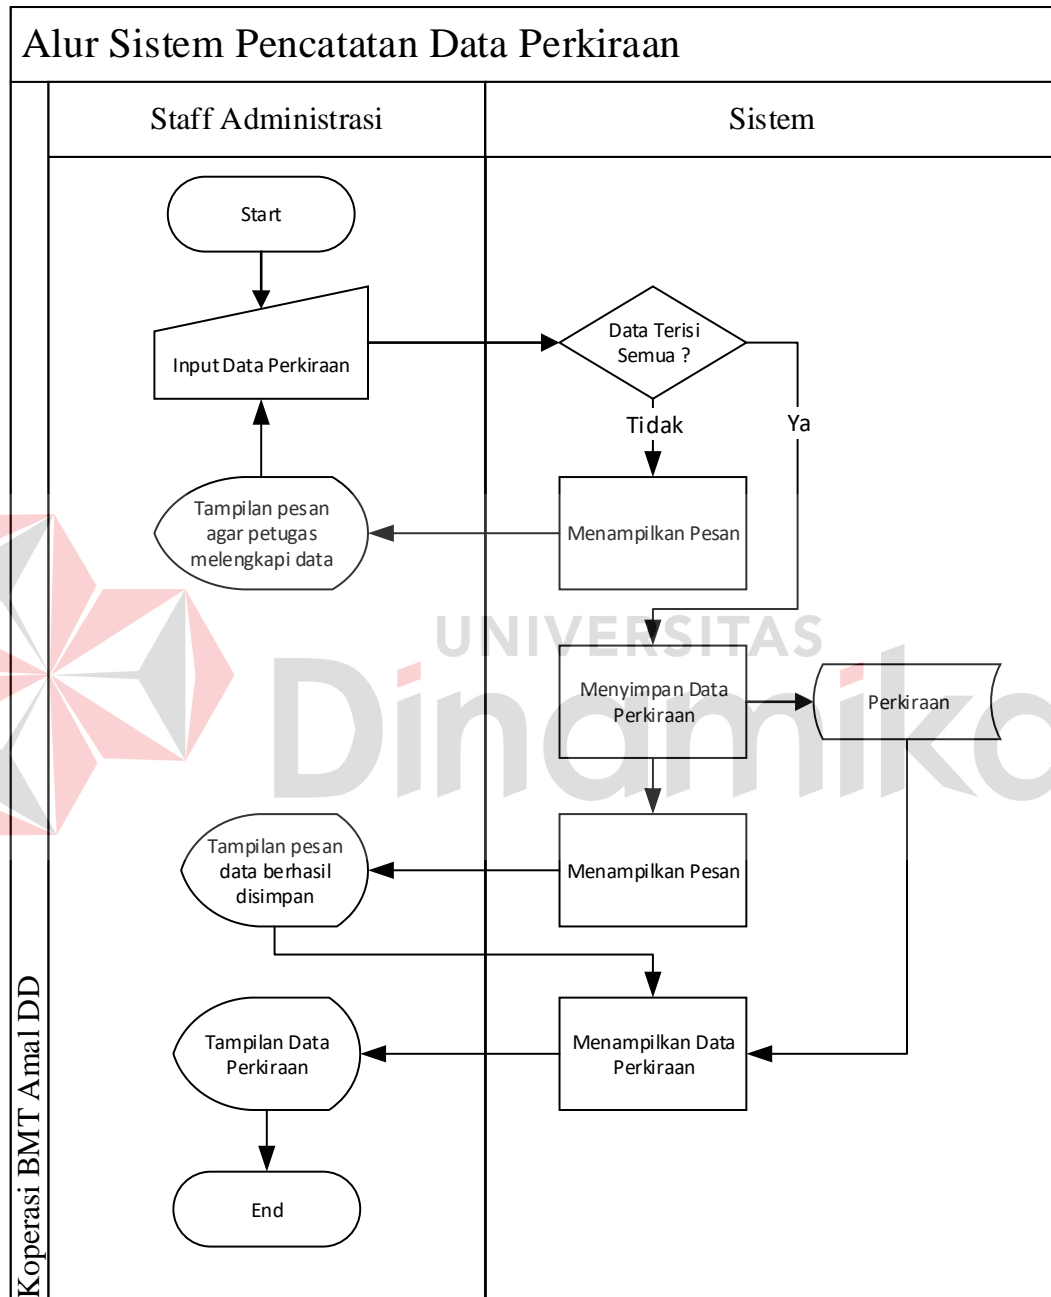 Alur Sistem Pencatatan Data Perkiraan
Staff Administrasi
Sistem
Koperasi BMT Amal DD
Start
Input Data Perkiraan
Data Terisi
Semua ?
Tidak
Ya
Tampilan pesan
agar petugas
melengkapi data
Menampilkan Pesan
UNIVERSITAS
Dinamika
Menyimpan Data
Perkiraan
Perkiraan
Tampilan pesan
data berhasil
disimpan
Menampilkan Pesan
Tampilan Data
Perkiraan
Menampilkan Data
Perkiraan
End